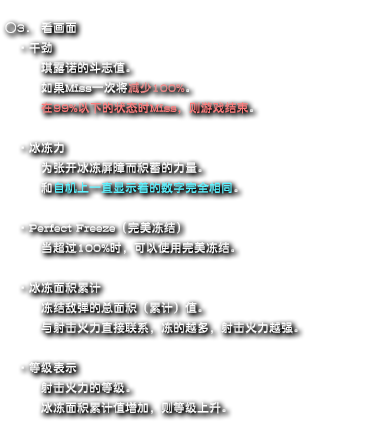 ○3. 看画面
・干劲
琪露诺的斗志值。
如果Miss一次将减少100%。
在99%以下的状态时Miss，则游戏结束。
・冰冻力
为张开冰冻屏障而积蓄的力量。
和自机上一直显示着的数字完全相同。
・Perfect Freeze（完美冻结）
当超过100%时，可以使用完美冻结。
・冰冻面积累计
冻结敌弹的总面积（累计）值。
与射击火力直接联系，冻的越多，射击火力越强。
・等级表示
射击火力的等级。
冰冻面积累计值增加，则等级上升。